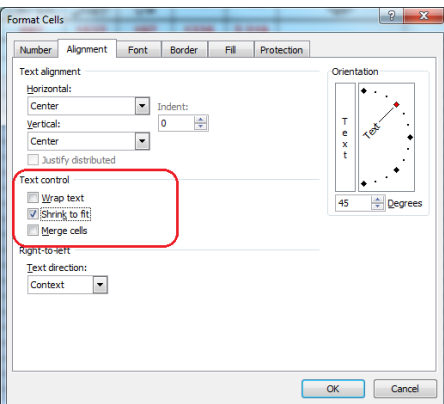 Format Cells
Number Alignment Font Border Fill Protection
Text alignment
Horizontal:
Center
Indent:
0
Vertical:
Center
Justify distributed
Text control
Wrap text
Shrink to fit
Merge cells
Right-to-left
Text direction:
Context
Orientation
Text
Text
45 Degrees
OK Cancel